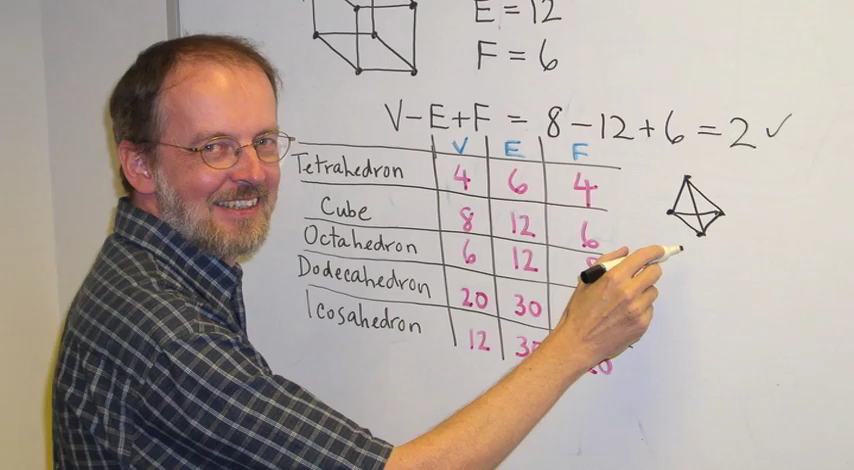 E = 12
F = 6
V-E+F = 8-12+6 = 2 ✓
V E F
Tetrahedron 4 6 4
Cube 8 12 6
Octahedron 6 12
Dodecahedron 20 30
Icosahedron 12